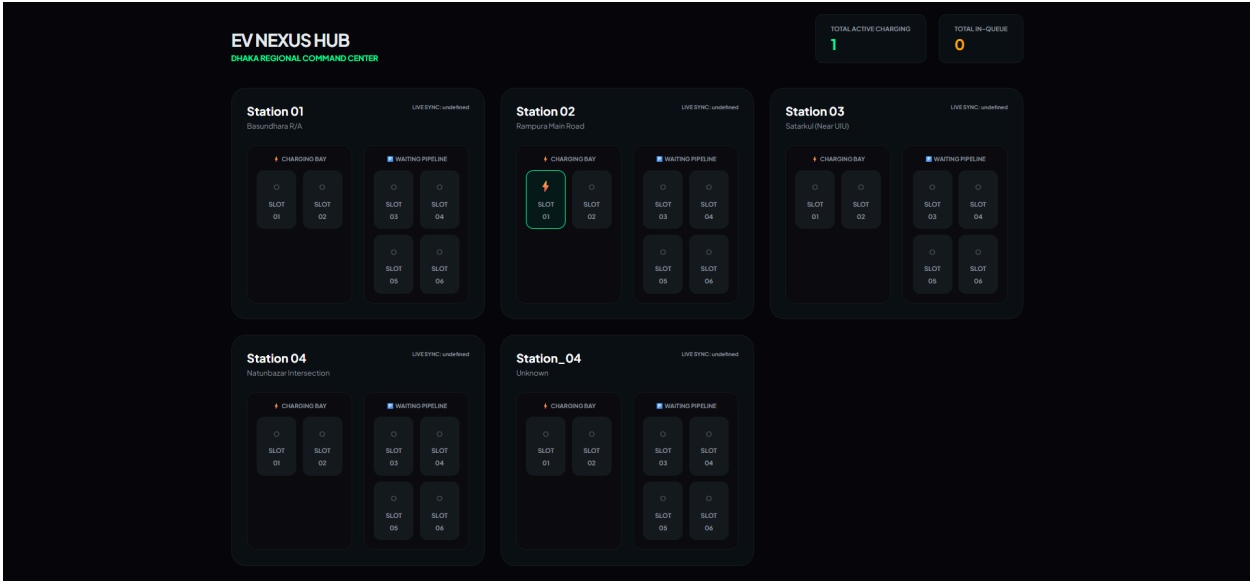 EV NEXUS HUB
DHAKA REGIONAL COMMAND CENTER
TOTAL ACTIVE CHARGING
1
TOTAL IN-QUEUE
0
Station 01
LIVE SYNC: undefined
Basundhara R/A
CHARGING BAY
SLOT 01
SLOT 02
P WAITING PIPELINE
SLOT 03
SLOT 04
SLOT 05
SLOT 06
Station 02
LIVE SYNC: undefined
Rampura Main Road
CHARGING BAY
SLOT 01
SLOT 02
P WAITING PIPELINE
SLOT 03
SLOT 04
SLOT 05
SLOT 06
Station 03
LIVE SYNC: undefined
Satarkul (Near UIU)
CHARGING BAY
SLOT 01
SLOT 02
P WAITING PIPELINE
SLOT 03
SLOT 04
SLOT 05
SLOT 06
Station 04
LIVE SYNC: undefined
Natunbazar Intersection
CHARGING BAY
SLOT 01
SLOT 02
P WAITING PIPELINE
SLOT 03
SLOT 04
SLOT 05
SLOT 06
Station_04
LIVE SYNC: undefined
Unknown
CHARGING BAY
SLOT 01
SLOT 02
P WAITING PIPELINE
SLOT 03
SLOT 04
SLOT 05
SLOT 06